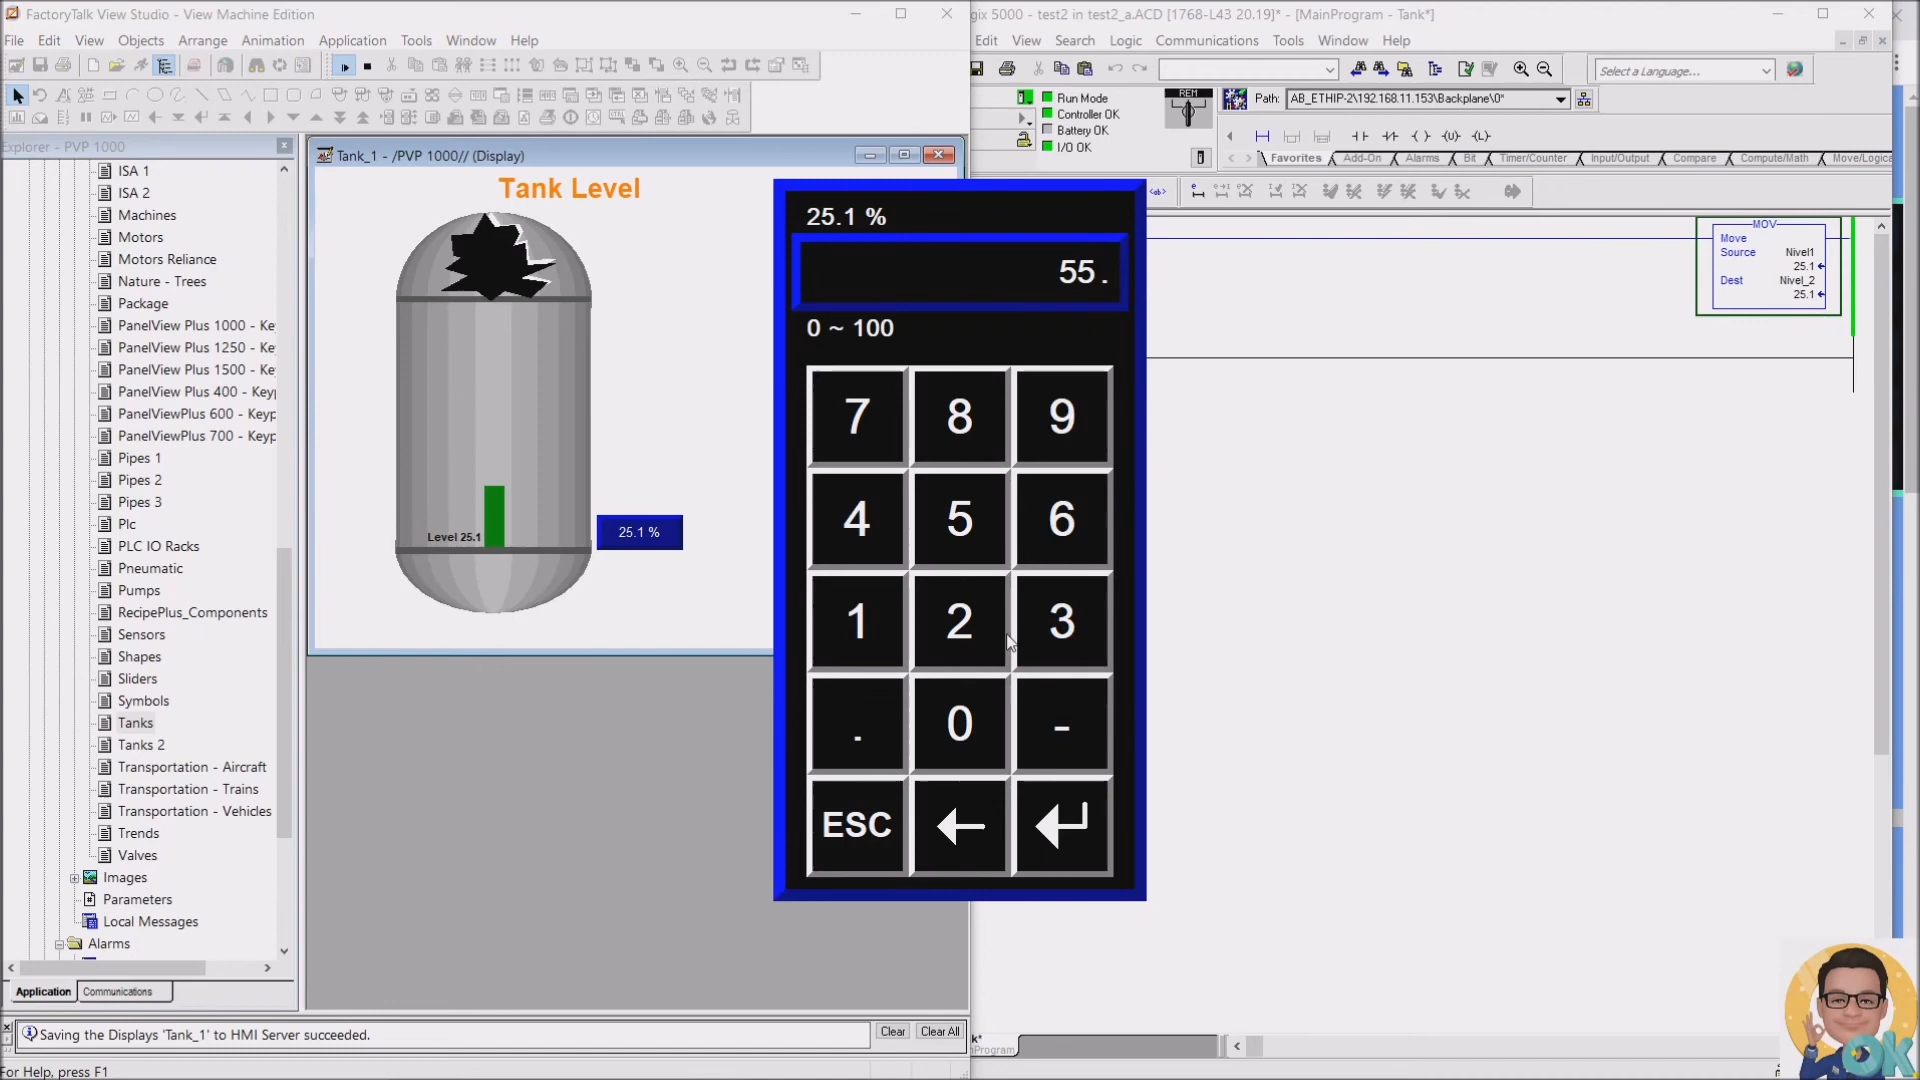 FactoryTalk View Studio - View Machine Edition
File Edit View Objects Arrange Animation Application Tools Window Help
Explorer - PVP 1000
ISA 1
ISA 2
Machines
Motors
Motors Reliance
Nature - Trees
Package
PanelView Plus 1000 - Ke
PanelView Plus 1250 - Ke
PanelView Plus 1500 - Ke
PanelView Plus 400 - Keyp
PanelViewPlus 600 - Keyp
PanelViewPlus 700 - Keyp
Pipes 1
Pipes 2
Pipes 3
Plc
PLC IO Racks
Pneumatic
Pumps
RecipePlus_Components
Sensors
Shapes
Sliders
Symbols
Tanks
Tanks 2
Transportation - Aircraft
Transportation - Trains
Transportation - Vehicles
Trends
Valves
Images
Parameters
Local Messages
Alarms
Application Communications
Saving the Displays 'Tank_1' to HMI Server succeeded.
Clear Clear All
For Help, press F1
Tank_1 - /PVP 1000// (Display)
Tank Level
Level 25.1
25.1 %
25.1 %
55.
0 ~ 100
7 8 9
4 5 6
1 2 3
. 0 -
ESC
gix 5000 - test2 in test2_a.ACD [1768-L43 20.19]* - [MainProgram - Tank*]
Edit View Search Logic Communications Tools Window Help
Select a Language...
Run Mode
Controller OK
Battery OK
I/O OK
REM
Path: AB_ETHIP-2\192.168.11.153\Backplane\0*
Favorites Add-On Alarms Bit Timer/Counter Input/Output Compare Compute/Math Move/Logica
MOV
Move
Source Nivel1
25.1
Dest Nivel_2
25.1
k*
nProgram
OK